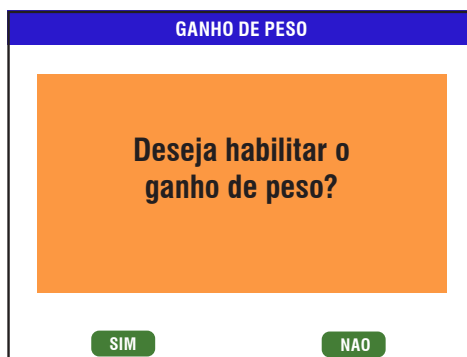 GANHO DE PESO
Deseja habilitar o
ganho de peso?
SIM NAO